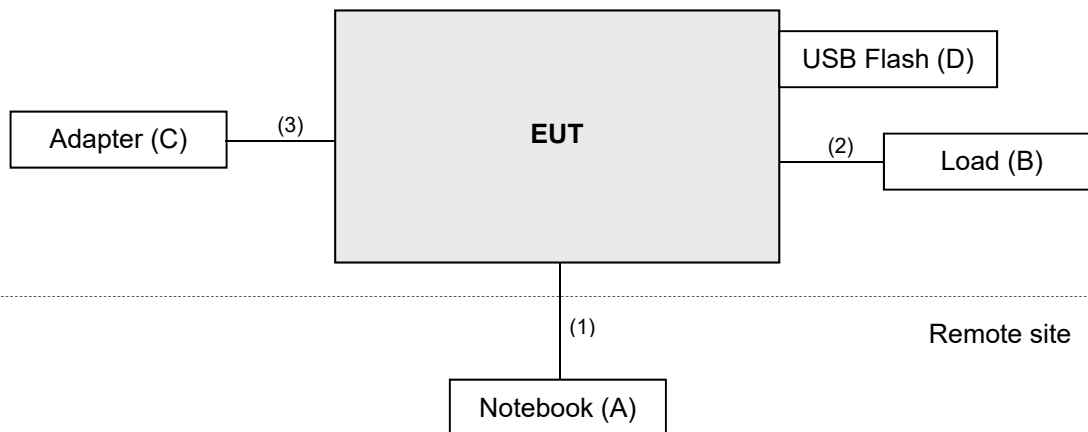 USB Flash (D)
Adapter (C)
(3)
EUT
(2)
Load (B)
(1)
Remote site
Notebook (A)